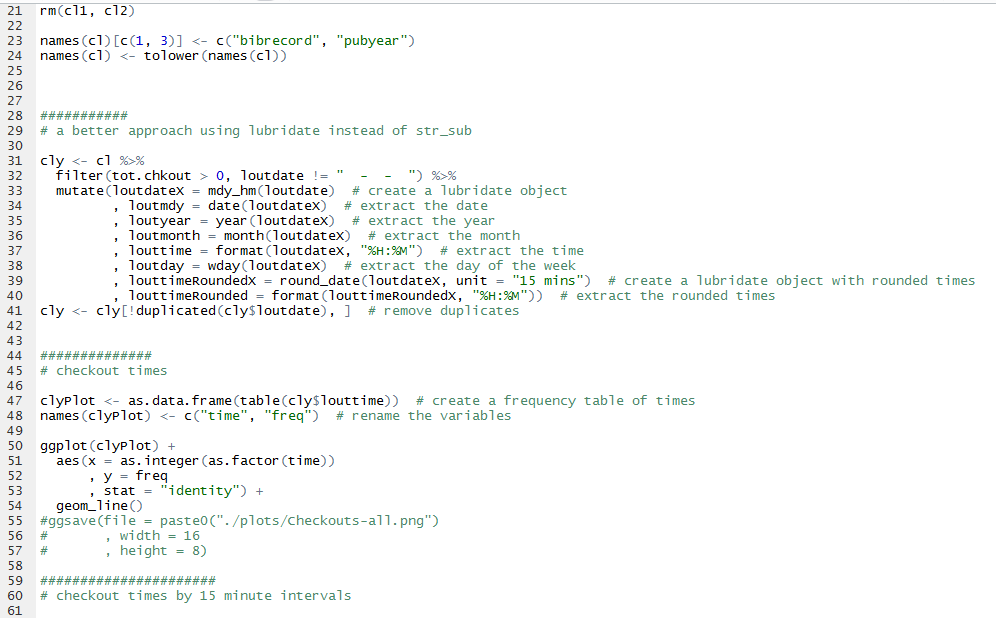 21 rm(cl1, cl2)
22
23 names(cl)[c(1, 3)] <- c("bibrecord", "pubyear")
24 names(cl) <- tolower(names(cl))
25
26
27
28 ###########
29 # a better approach using lubridate instead of str_sub
30
31 cly <- cl %>%
32   filter(tot.chkout > 0, loutdate != "  -  -  ") %>%
33   mutate(loutdateX = mdy_hm(loutdate)  # create a lubridate object
34          , loutmdy = date(loutdateX)  # extract the date
35          , loutyear = year(loutdateX)  # extract the year
36          , loutmonth = month(loutdateX)  # extract the month
37          , louttime = format(loutdateX, "%H:%M")  # extract the time
38          , loutday = wday(loutdateX)  # extract the day of the week
39          , louttimeRoundedX = round_date(loutdateX, unit = "15 mins")  # create a lubridate object with rounded times
40          , louttimeRounded = format(louttimeRoundedX, "%H:%M"))  # extract the rounded times
41 cly <- cly[!duplicated(cly$loutdate), ]  # remove duplicates
42
43
44 ##############
45 # checkout times
46
47 clyPlot <- as.data.frame(table(cly$louttime))  # create a frequency table of times
48 names(clyPlot) <- c("time", "freq")  # rename the variables
49
50 ggplot(clyPlot) +
51   aes(x = as.integer(as.factor(time))
52       , y = freq
53       , stat = "identity") +
54   geom_line()
55 #ggsave(file = paste0("./plots/Checkouts-all.png")
56 #       , width = 16
57 #       , height = 8)
58
59 ######################
60 # checkout times by 15 minute intervals
61